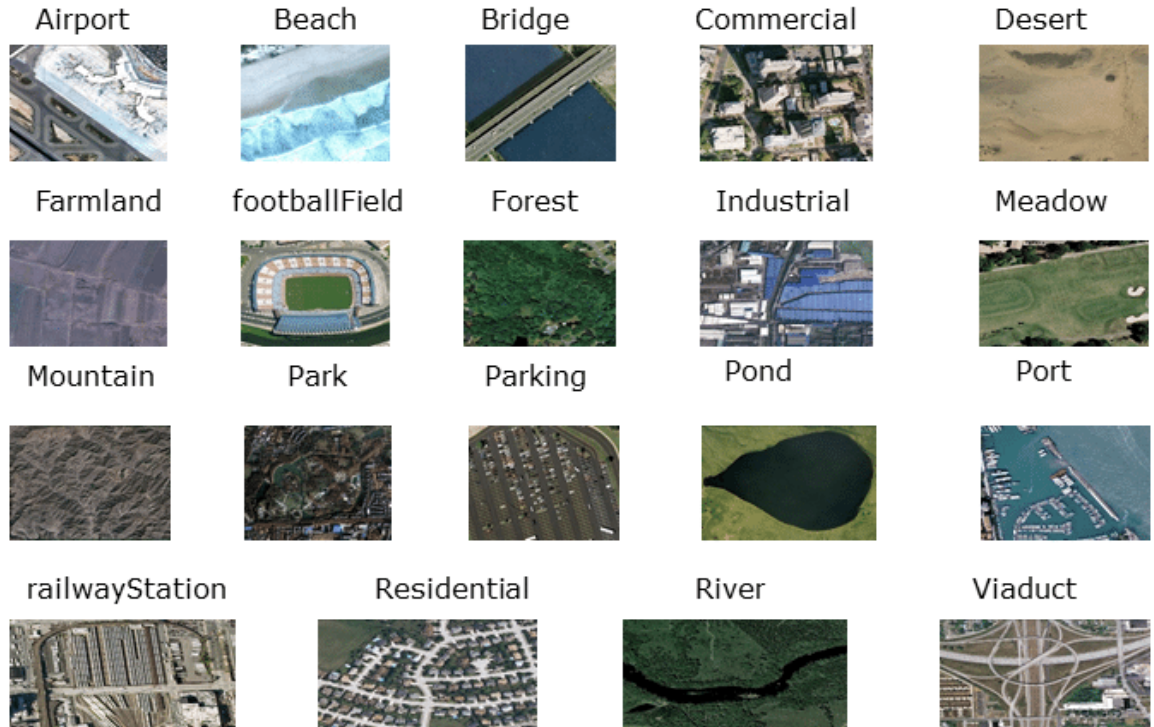 Airport Beach Bridge Commercial Desert
Farmland footballField Forest Industrial Meadow
Mountain Park Parking Pond Port
railwayStation Residential River Viaduct